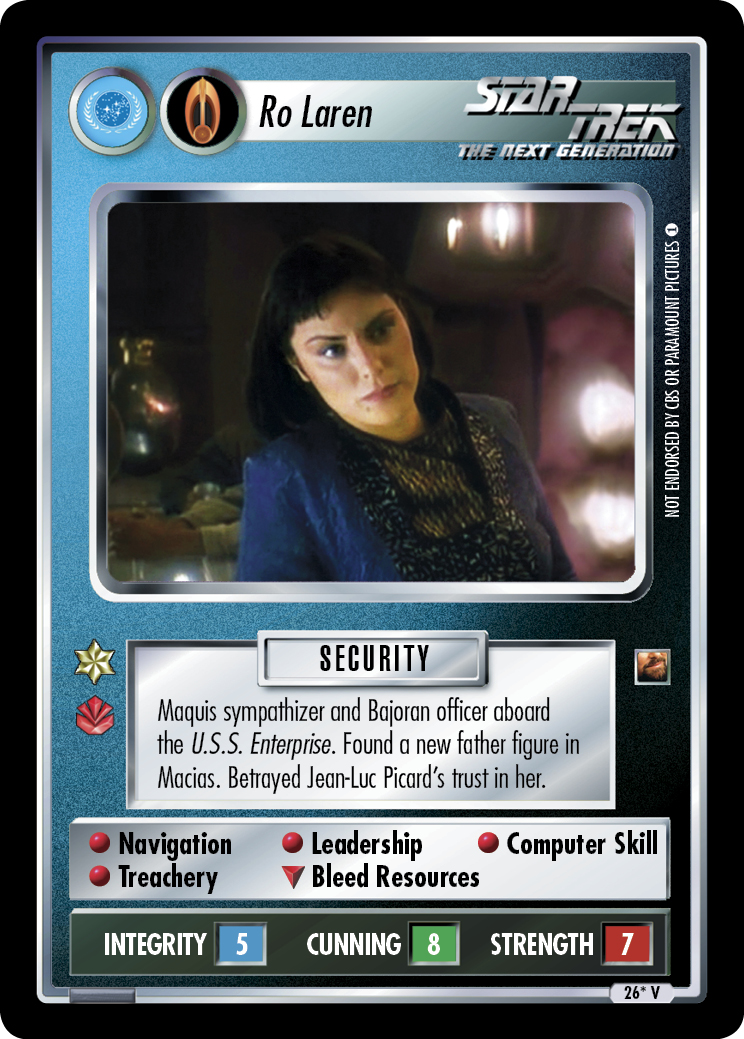 Ro Laren
STAR TREK
THE NEXT GENERATION
NOT ENDORSED BY CBS OR PARAMOUNT PICTURES 1
SECURITY
Maquis sympathizer and Bajoran officer aboard
the U.S.S. Enterprise. Found a new father figure in
Macias. Betrayed Jean-Luc Picard's trust in her.
Navigation Leadership Computer Skill
Treachery Bleed Resources
INTEGRITY 5 CUNNING 8 STRENGTH 7
26* V